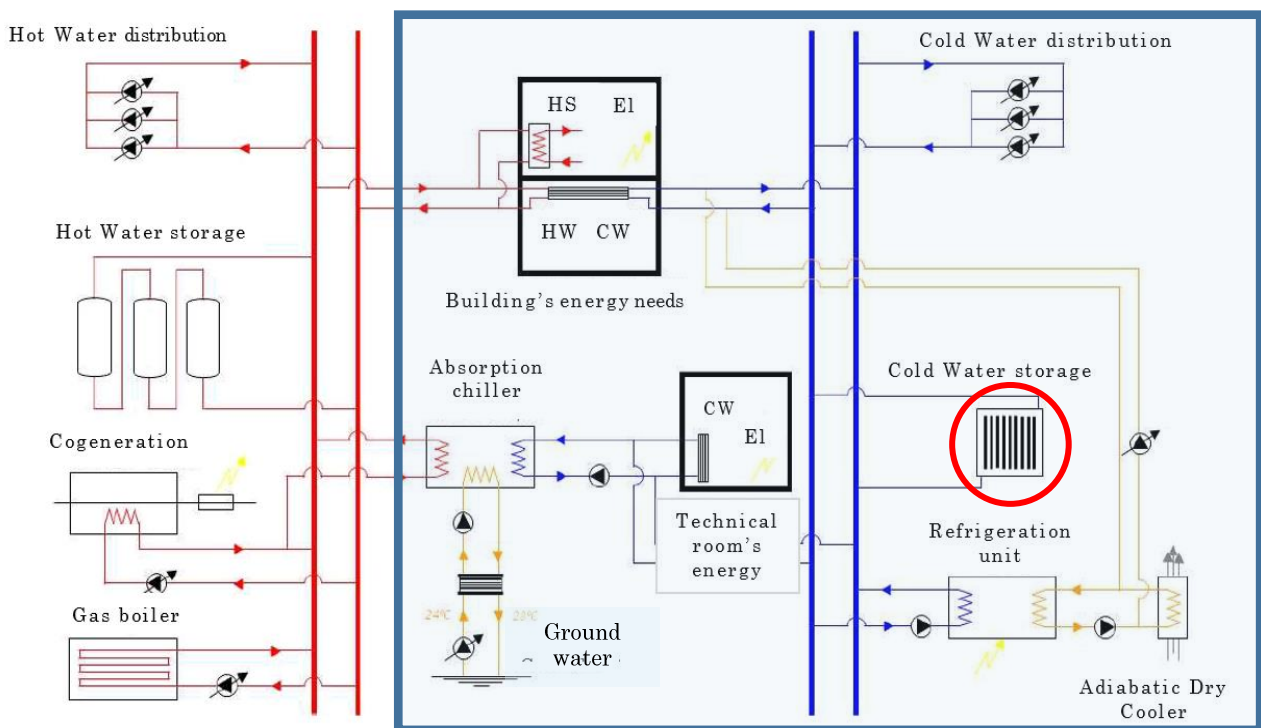 Hot Water distribution
Cold Water distribution
HS El
HW CW
Hot Water storage
Building's energy needs
Absorption
chiller
Cold Water storage
CW
El
Cogeneration
Technical
room's
energy
Refrigeration
unit
Gas boiler
24°C
28°C
Ground
water
Adiabatic Dry
Cooler